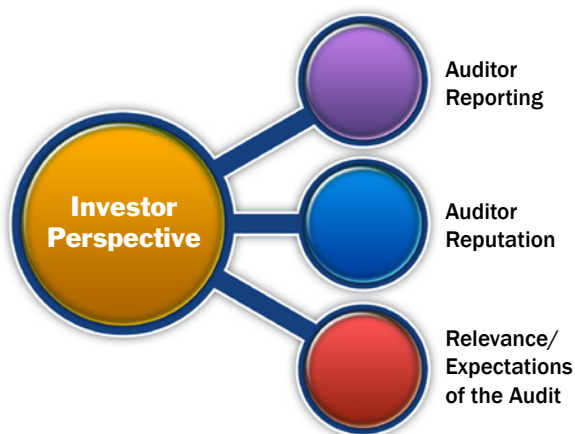 Investor
Perspective
Auditor
Reporting
Auditor
Reputation
Relevance/
Expectations
of the Audit